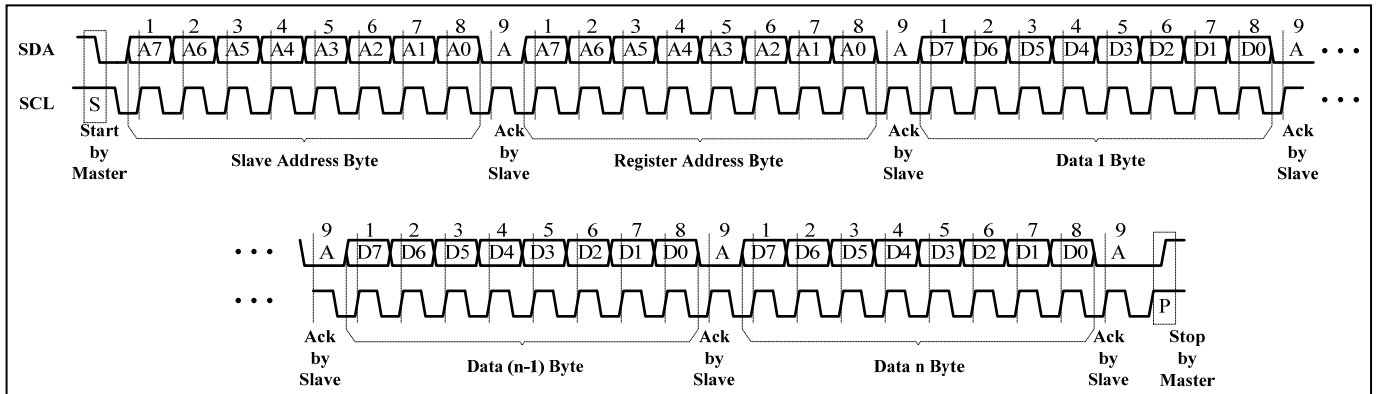 1 2 3 4 5 6 7 8 9 1 2 3 4 5 6 7 8 9 1 2 3 4 5 6 7 8 9
SDA A7 A6 A5 A4 A3 A2 A1 A0 A A7 A6 A5 A4 A3 A2 A1 A0 A D7 D6 D5 D4 D3 D2 D1 D0 A • • •
SCL S • • •
Start by Master
Slave Address Byte
Ack by Slave
Register Address Byte
Ack by Slave
Data 1 Byte
Ack by Slave
9 1 2 3 4 5 6 7 8 9 1 2 3 4 5 6 7 8 9
• • • A D7 D6 D5 D4 D3 D2 D1 D0 A D7 D6 D5 D4 D3 D2 D1 D0 A
• • • P
Ack by Slave
Data (n-1) Byte
Ack by Slave
Data n Byte
Ack by Slave
Stop by Master